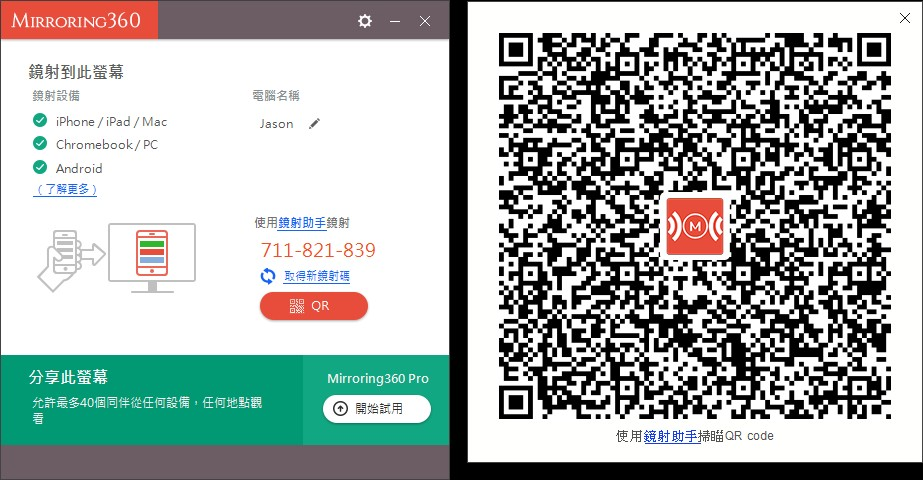 MIRRORING360
鏡射到此螢幕
鏡射設備
iPhone / iPad / Mac
Chromebook / PC
Android
（了解更多）
電腦名稱
Jason
使用鏡射助手鏡射
711-821-839
取得新鏡射碼
QR
分享此螢幕
允許最多40個同伴從任何設備，任何地點觀
看
Mirroring360 Pro
開始試用
M
使用鏡射助手掃瞄QR code